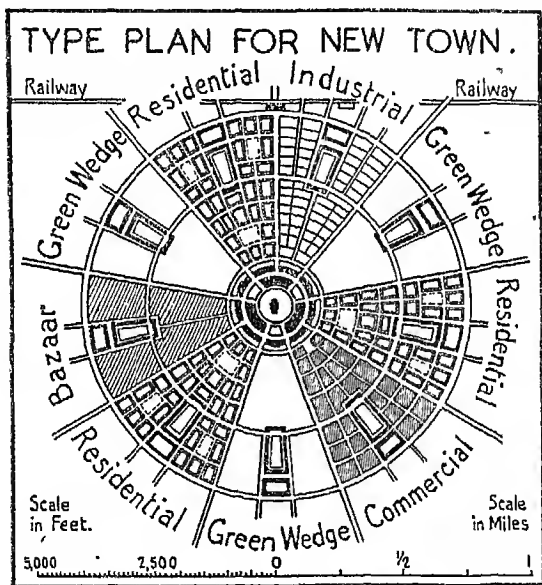 TYPE PLAN FOR NEW TOWN.
Railway
Residential
Industrial
Railway
Green Wedge
Green Wedge
Bazaar
Residential
Residential
Green Wedge
Commercial
Scale
in Feet.
Scale
in Miles
5,000 2,500 0 1/2 1